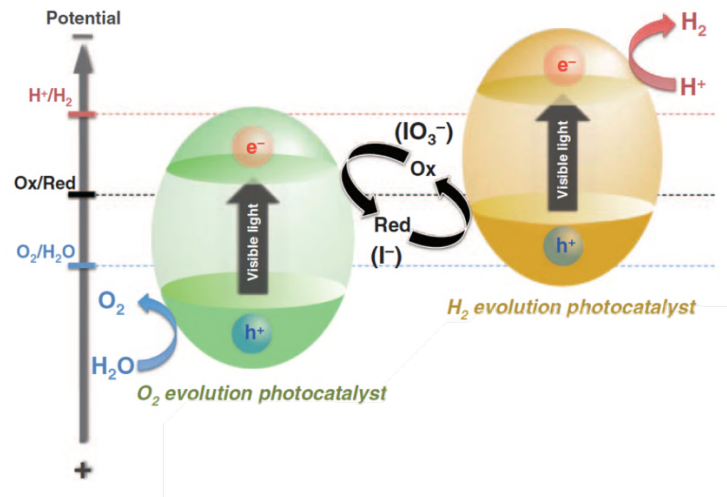 Potential
−
H⁺/H₂
Ox/Red
O₂/H₂O
+
O₂
H₂O
e⁻
Visible light
h⁺
O₂ evolution photocatalyst
(IO₃⁻)
Ox
Red
(I⁻)
e⁻
Visible light
h⁺
H₂
H⁺
H₂ evolution photocatalyst